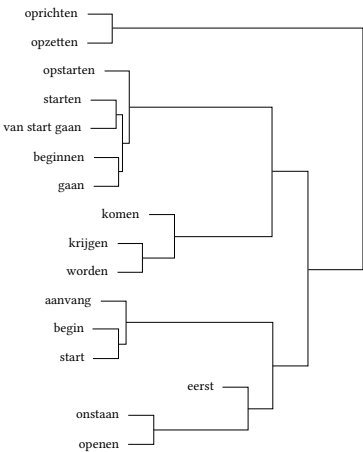 oprichten
opzetten
opstarten
starten
van start gaan
beginnen
gaan
komen
krijgen
worden
aanvang
begin
start
eerst
onstaan
openen